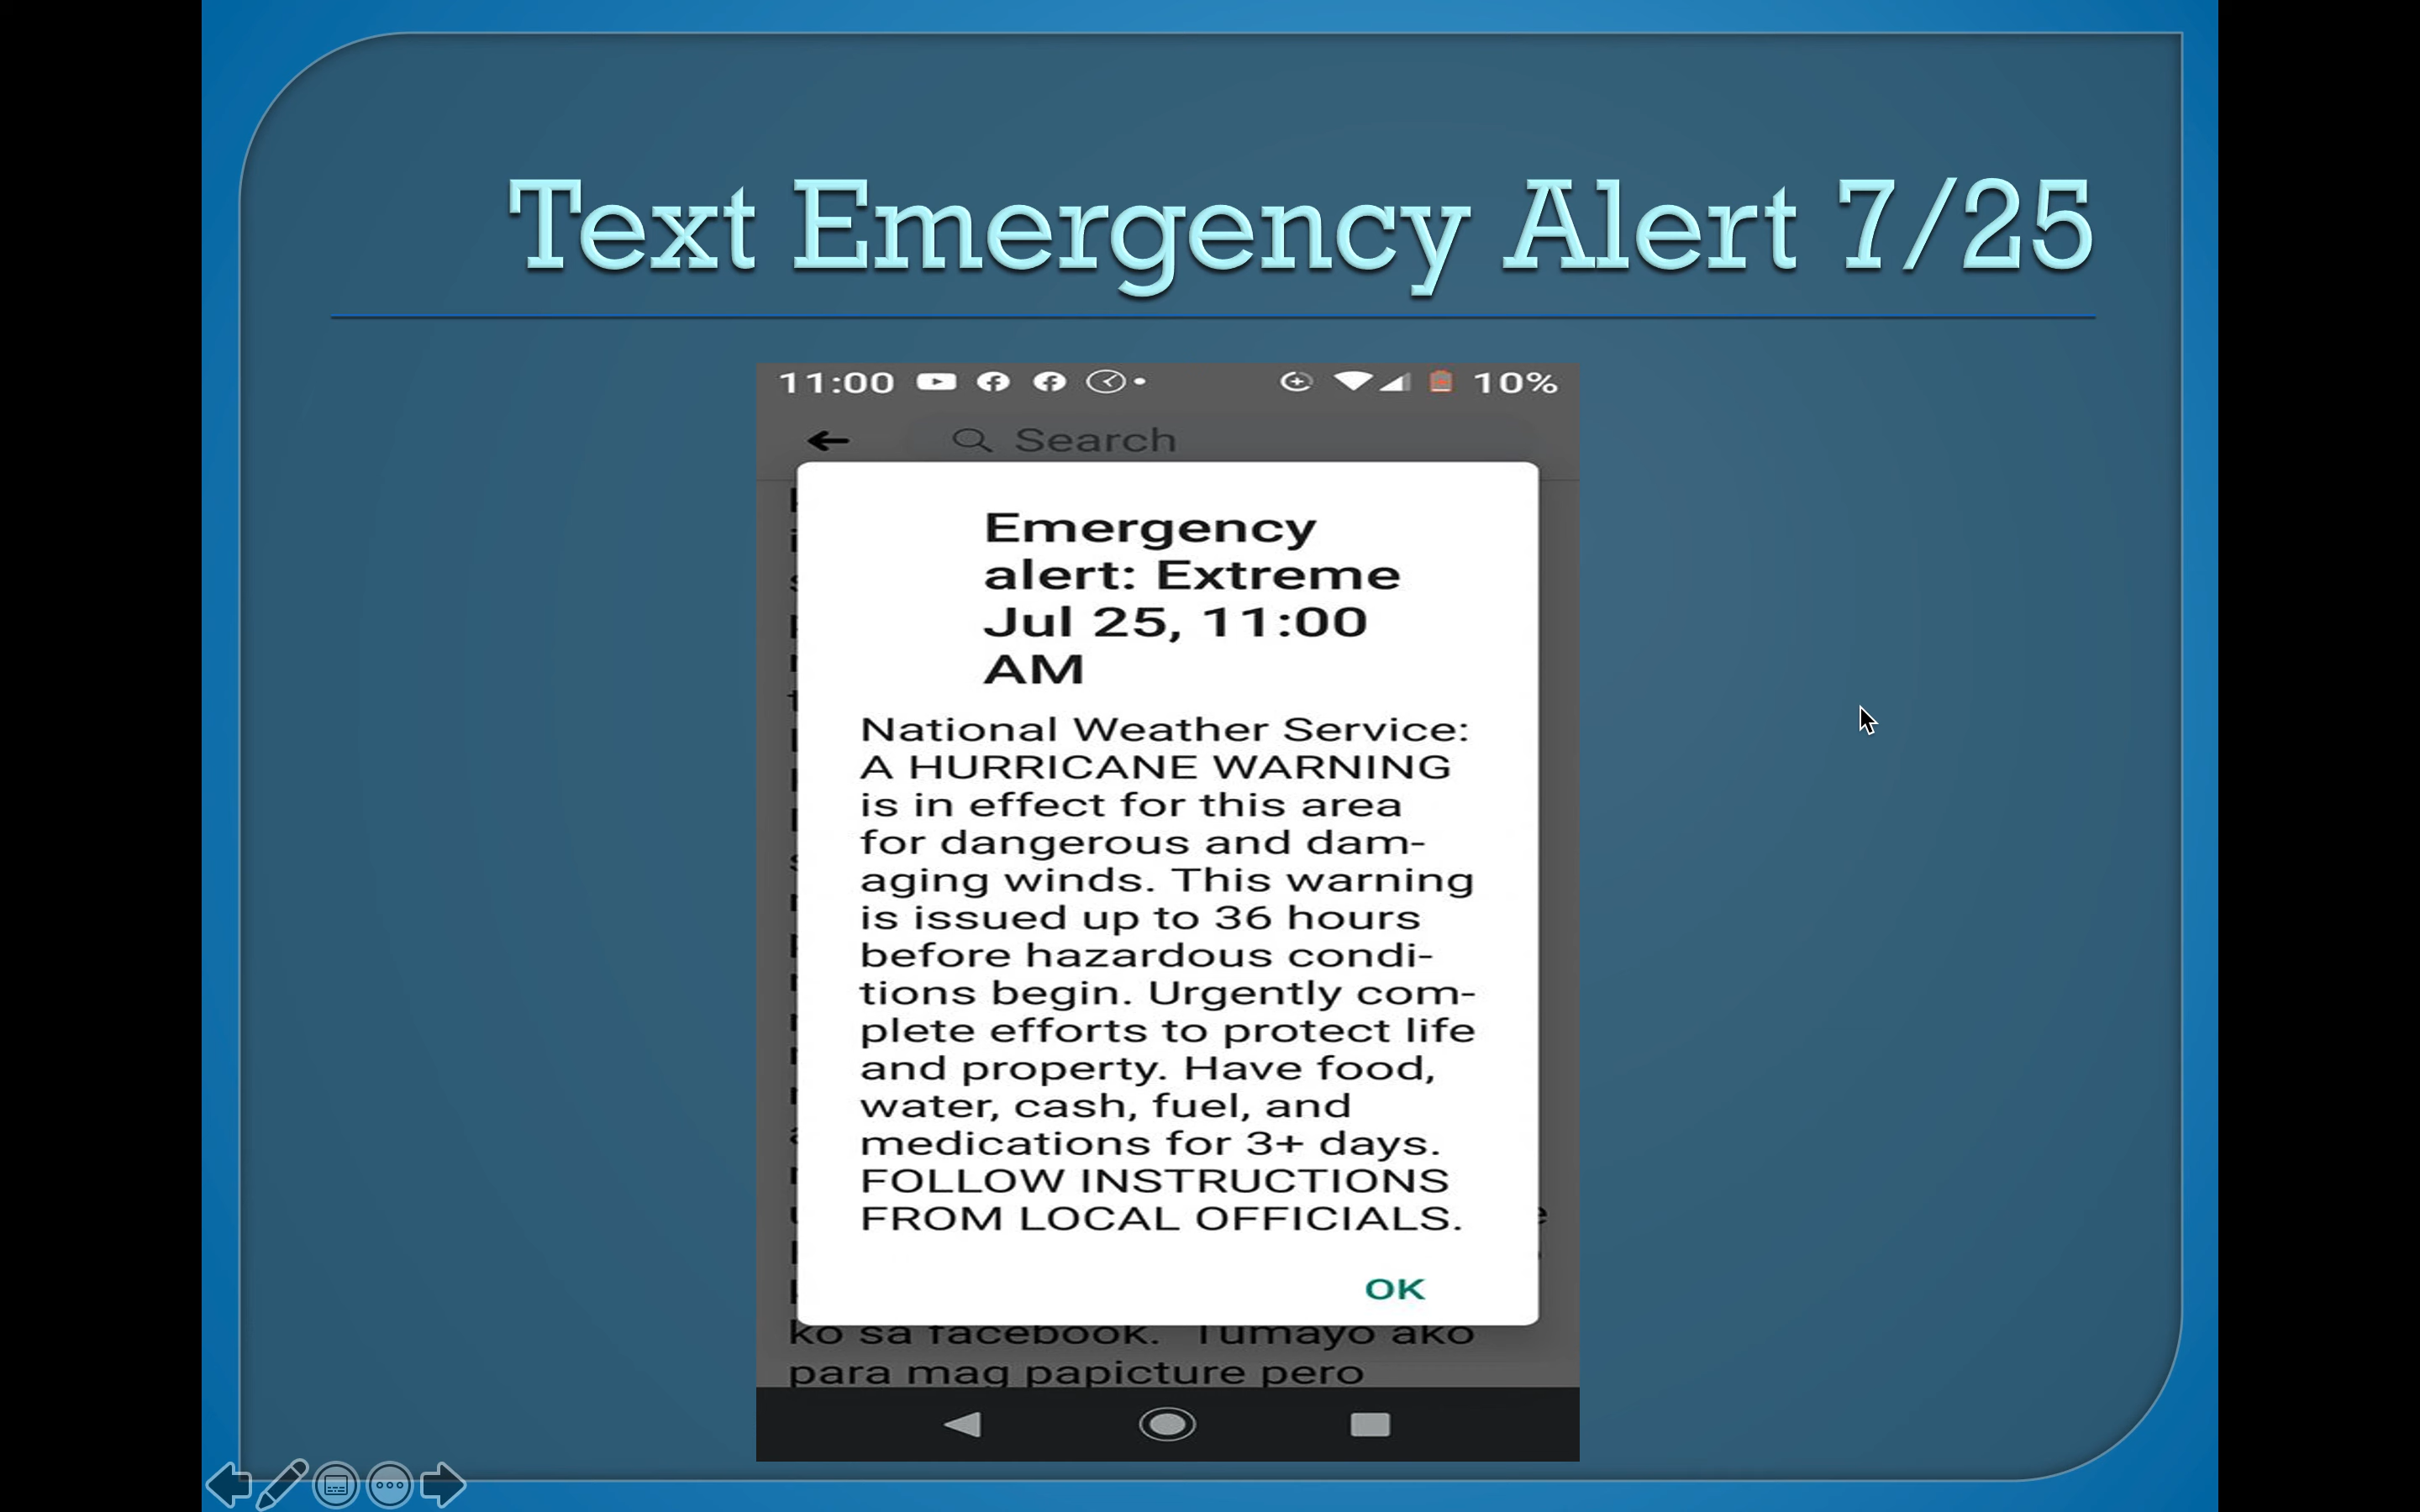 Text Emergency Alert 7/25
11:00 10%
Search
Emergency
alert: Extreme
Jul 25, 11:00
AM
National Weather Service:
A HURRICANE WARNING
is in effect for this area
for dangerous and dam-
aging winds. This warning
is issued up to 36 hours
before hazardous condi-
tions begin. Urgently com-
plete efforts to protect life
and property. Have food,
water, cash, fuel, and
medications for 3+ days.
FOLLOW INSTRUCTIONS
FROM LOCAL OFFICIALS.
OK
ko sa facebook. Tumayo ako
para mag papicture pero